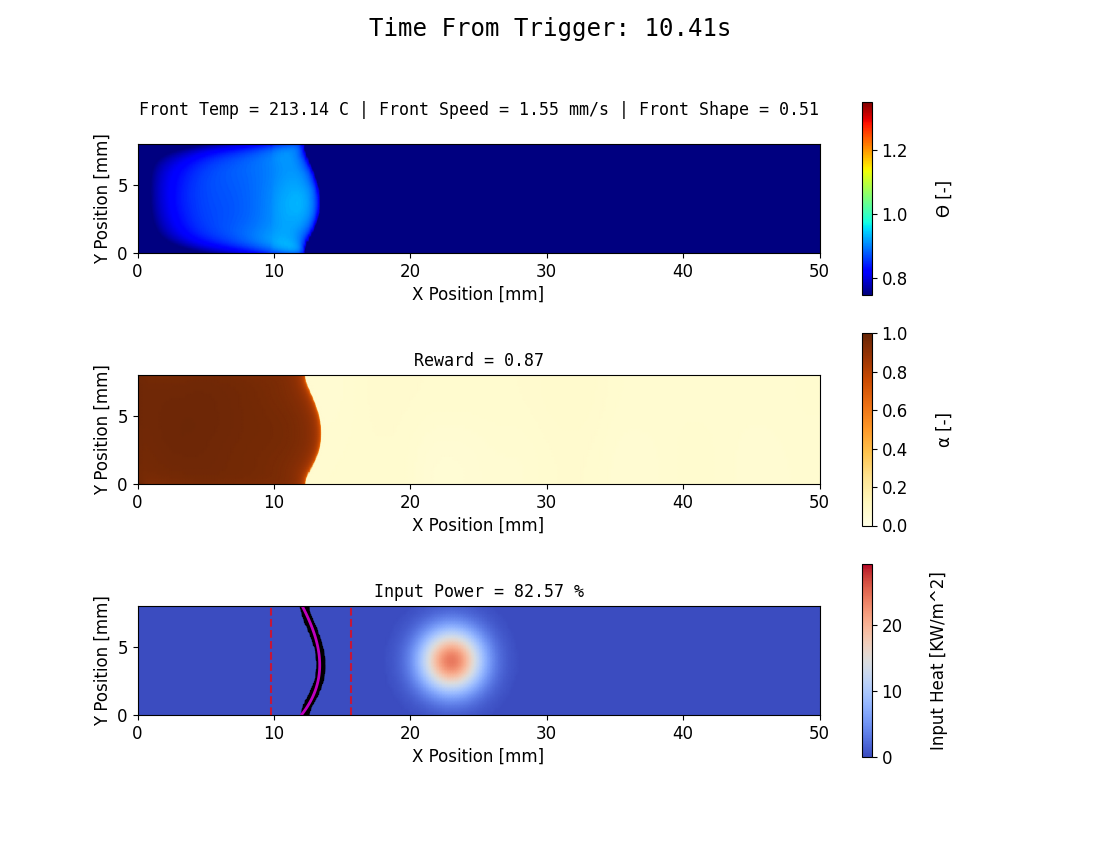 Time From Trigger: 10.41s
Front Temp = 213.14 C | Front Speed = 1.55 mm/s | Front Shape = 0.51
Y Position [mm]
5
0
0 10 20 30 40 50
X Position [mm]
1.2
1.0
0.8
Θ [-]
Reward = 0.87
Y Position [mm]
5
0
0 10 20 30 40 50
X Position [mm]
1.0
0.8
0.6
0.4
0.2
0.0
α [-]
Input Power = 82.57 %
Y Position [mm]
5
0
0 10 20 30 40 50
X Position [mm]
20
10
0
Input Heat [KW/m^2]